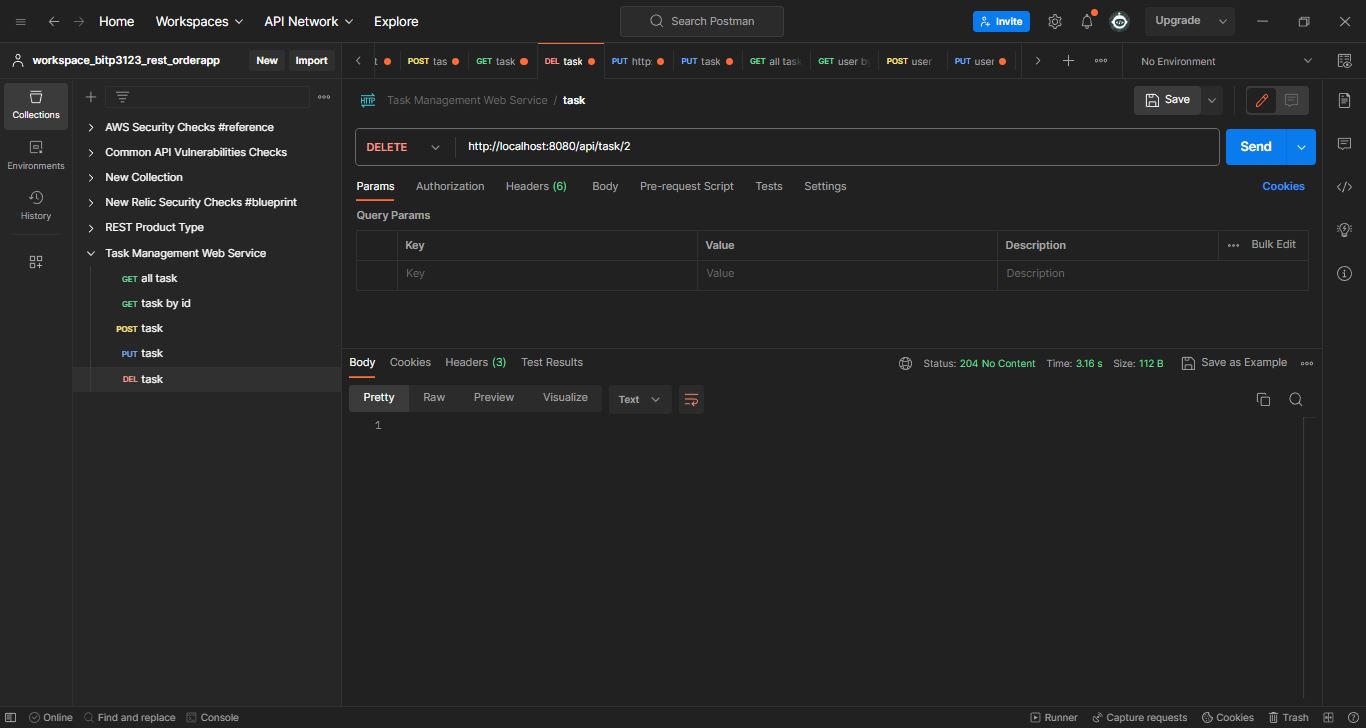 Home Workspaces API Network Explore Search Postman Invite Upgrade
workspace_bitp3123_rest_orderapp New Import t POST tas GET task DEL task PUT http: PUT task GET all task GET user by POST user PUT user No Environment
Collections
Environments
History
AWS Security Checks #reference
Common API Vulnerabilities Checks
New Collection
New Relic Security Checks #blueprint
REST Product Type
Task Management Web Service
GET all task
GET task by id
POST task
PUT task
DEL task
HTTP Task Management Web Service / task Save
DELETE http://localhost:8080/api/task/2 Send
Params Authorization Headers (6) Body Pre-request Script Tests Settings Cookies
Query Params
Key Value Description Bulk Edit
Key Value Description
Body Cookies Headers (3) Test Results Status: 204 No Content Time: 3.16 s Size: 112 B Save as Example
Pretty Raw Preview Visualize Text
1
Online Find and replace Console Runner Capture requests Cookies Trash